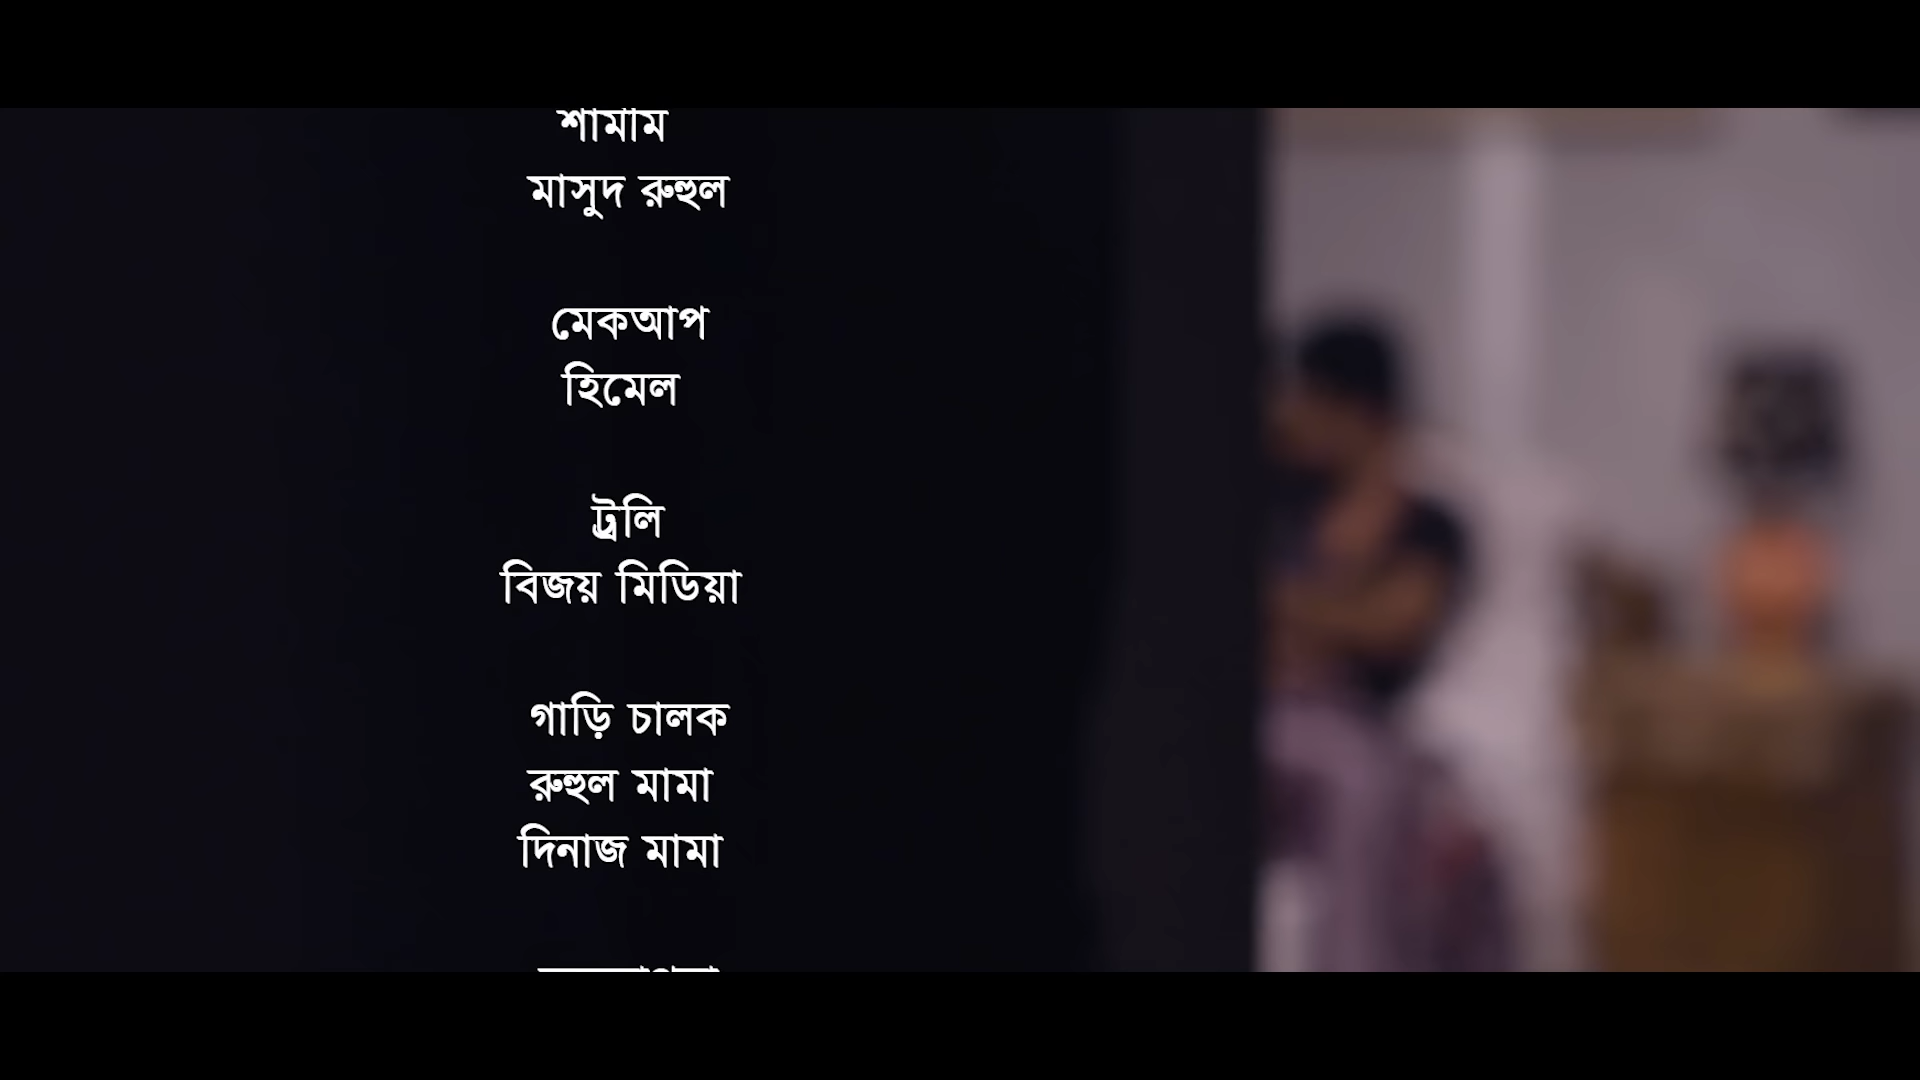 শামীম
মাসুদ রুহুল
মেকআপ
হিমেল
ট্রলি
বিজয় মিডিয়া
গাড়ি চালক
রুহুল মামা
দিনাজ মামা